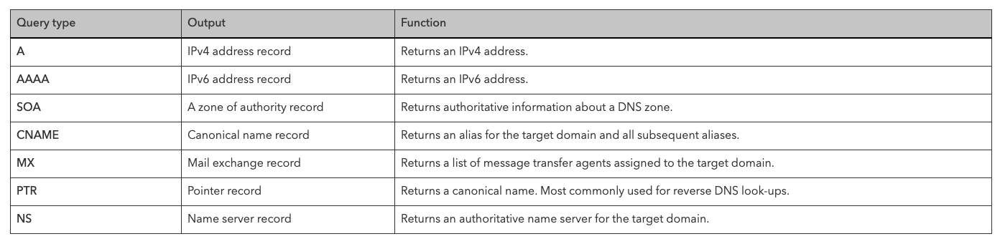 Query type Output Function
A IPv4 address record Returns an IPv4 address.
AAAA IPv6 address record Returns an IPv6 address.
SOA A zone of authority record Returns authoritative information about a DNS zone.
CNAME Canonical name record Returns an alias for the target domain and all subsequent aliases.
MX Mail exchange record Returns a list of message transfer agents assigned to the target domain.
PTR Pointer record Returns a canonical name. Most commonly used for reverse DNS look-ups.
NS Name server record Returns an authoritative name server for the target domain.